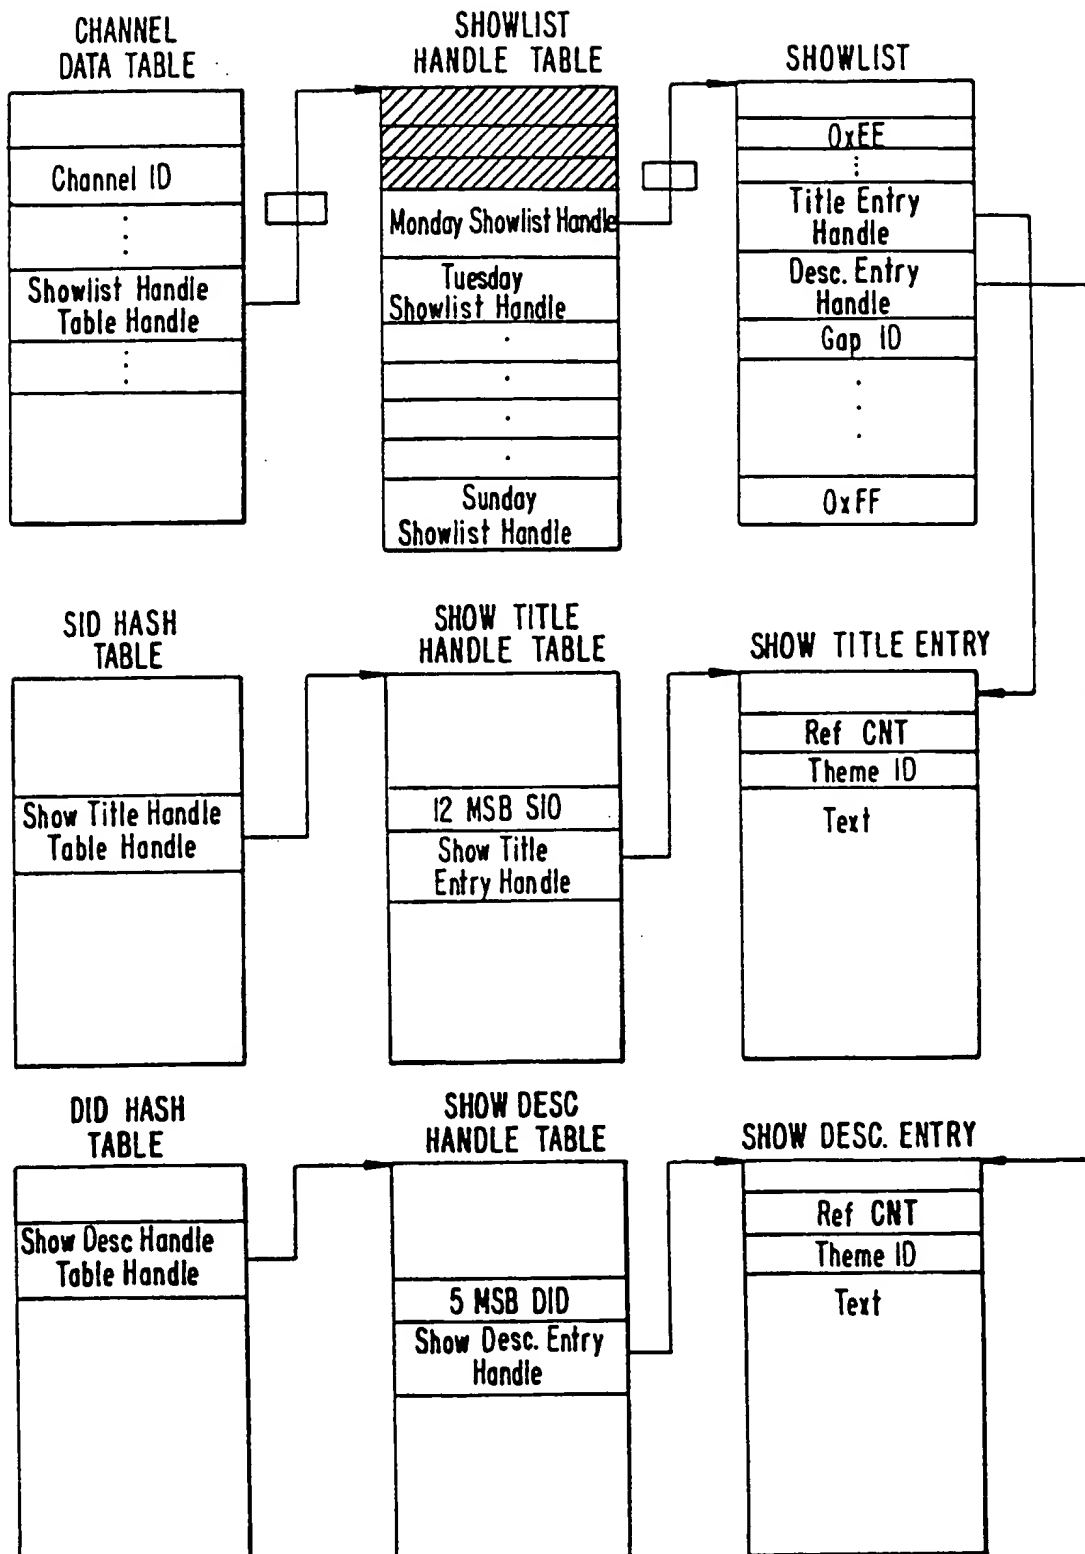 CHANNEL
DATA TABLE
Channel ID
Showlist Handle
Table Handle
SHOWLIST
HANDLE TABLE
Monday Showlist Handle
Tuesday
Showlist Handle
Sunday
Showlist Handle
SHOWLIST
0xEE
Title Entry
Handle
Desc. Entry
Handle
Gap ID
0xFF
SID HASH
TABLE
Show Title Handle
Table Handle
SHOW TITLE
HANDLE TABLE
12 MSB SIO
Show Title
Entry Handle
SHOW TITLE ENTRY
Ref CNT
Theme ID
Text
DID HASH
TABLE
Show Desc Handle
Table Handle
SHOW DESC
HANDLE TABLE
5 MSB DID
Show Desc. Entry
Handle
SHOW DESC. ENTRY
Ref CNT
Theme ID
Text